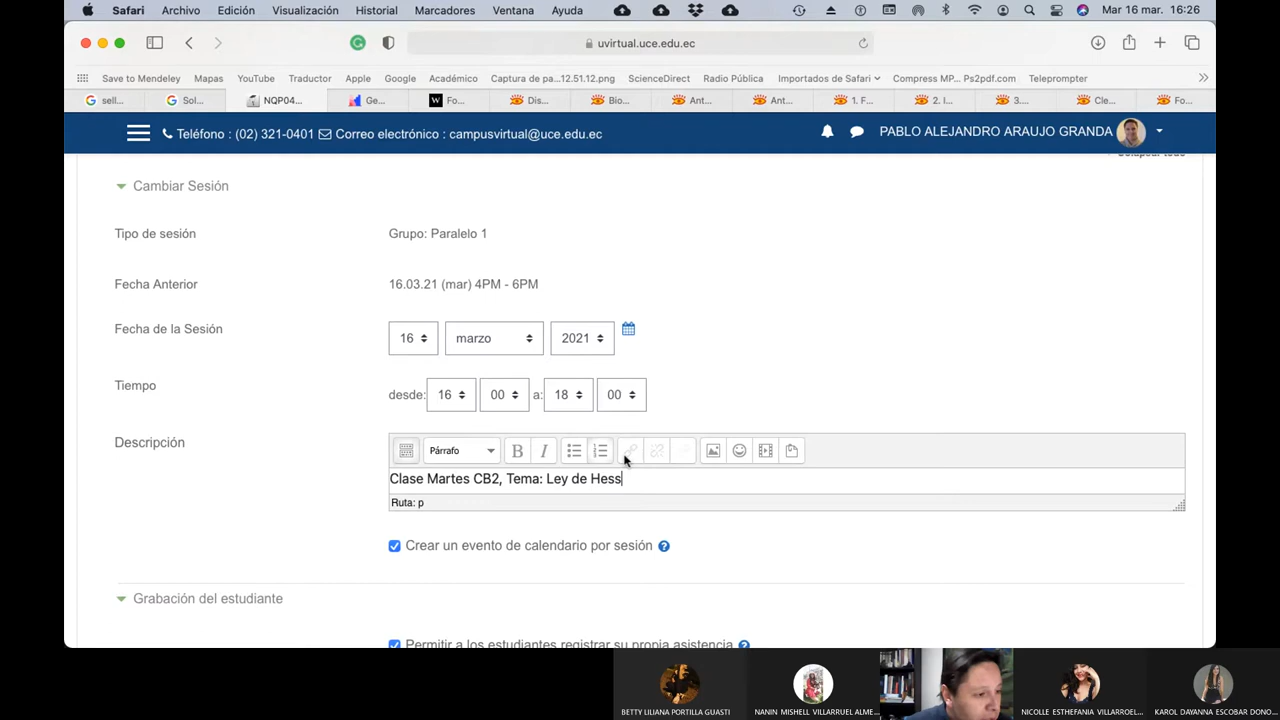 Safari Archivo Edición Visualización Historial Marcadores Ventana Ayuda Mar 16 mar. 16:26
uvirtual.uce.edu.ec
Save to Mendeley Mapas YouTube Traductor Apple Google Académico Captura de pa...12.51.12.png ScienceDirect Radio Pública Importados de Safari Compress MP... Ps2pdf.com Teleprompter
sell... Sol... NQP04... Ge... Fo... Dis... Bio... Ant... Ant... 1. F... 2. I... 3.... Cle... Fo...
Teléfono : (02) 321-0401 Correo electrónico : campusvirtual@uce.edu.ec PABLO ALEJANDRO ARAUJO GRANDA
Colapsar todo
Cambiar Sesión
Tipo de sesión Grupo: Paralelo 1
Fecha Anterior 16.03.21 (mar) 4PM - 6PM
Fecha de la Sesión 16 marzo 2021
Tiempo desde: 16 00 a: 18 00
Descripción Párrafo B I
Clase Martes CB2, Tema: Ley de Hess
Ruta: p
Crear un evento de calendario por sesión
Grabación del estudiante
Permitir a los estudiantes registrar su propia asistencia
BETTY LILIANA PORTILLA GUASTI NANIN MISHELL VILLARRUEL ALME... NICOLLE ESTHEFANIA VILLARROEL... KAROL DAYANNA ESCOBAR DONO...